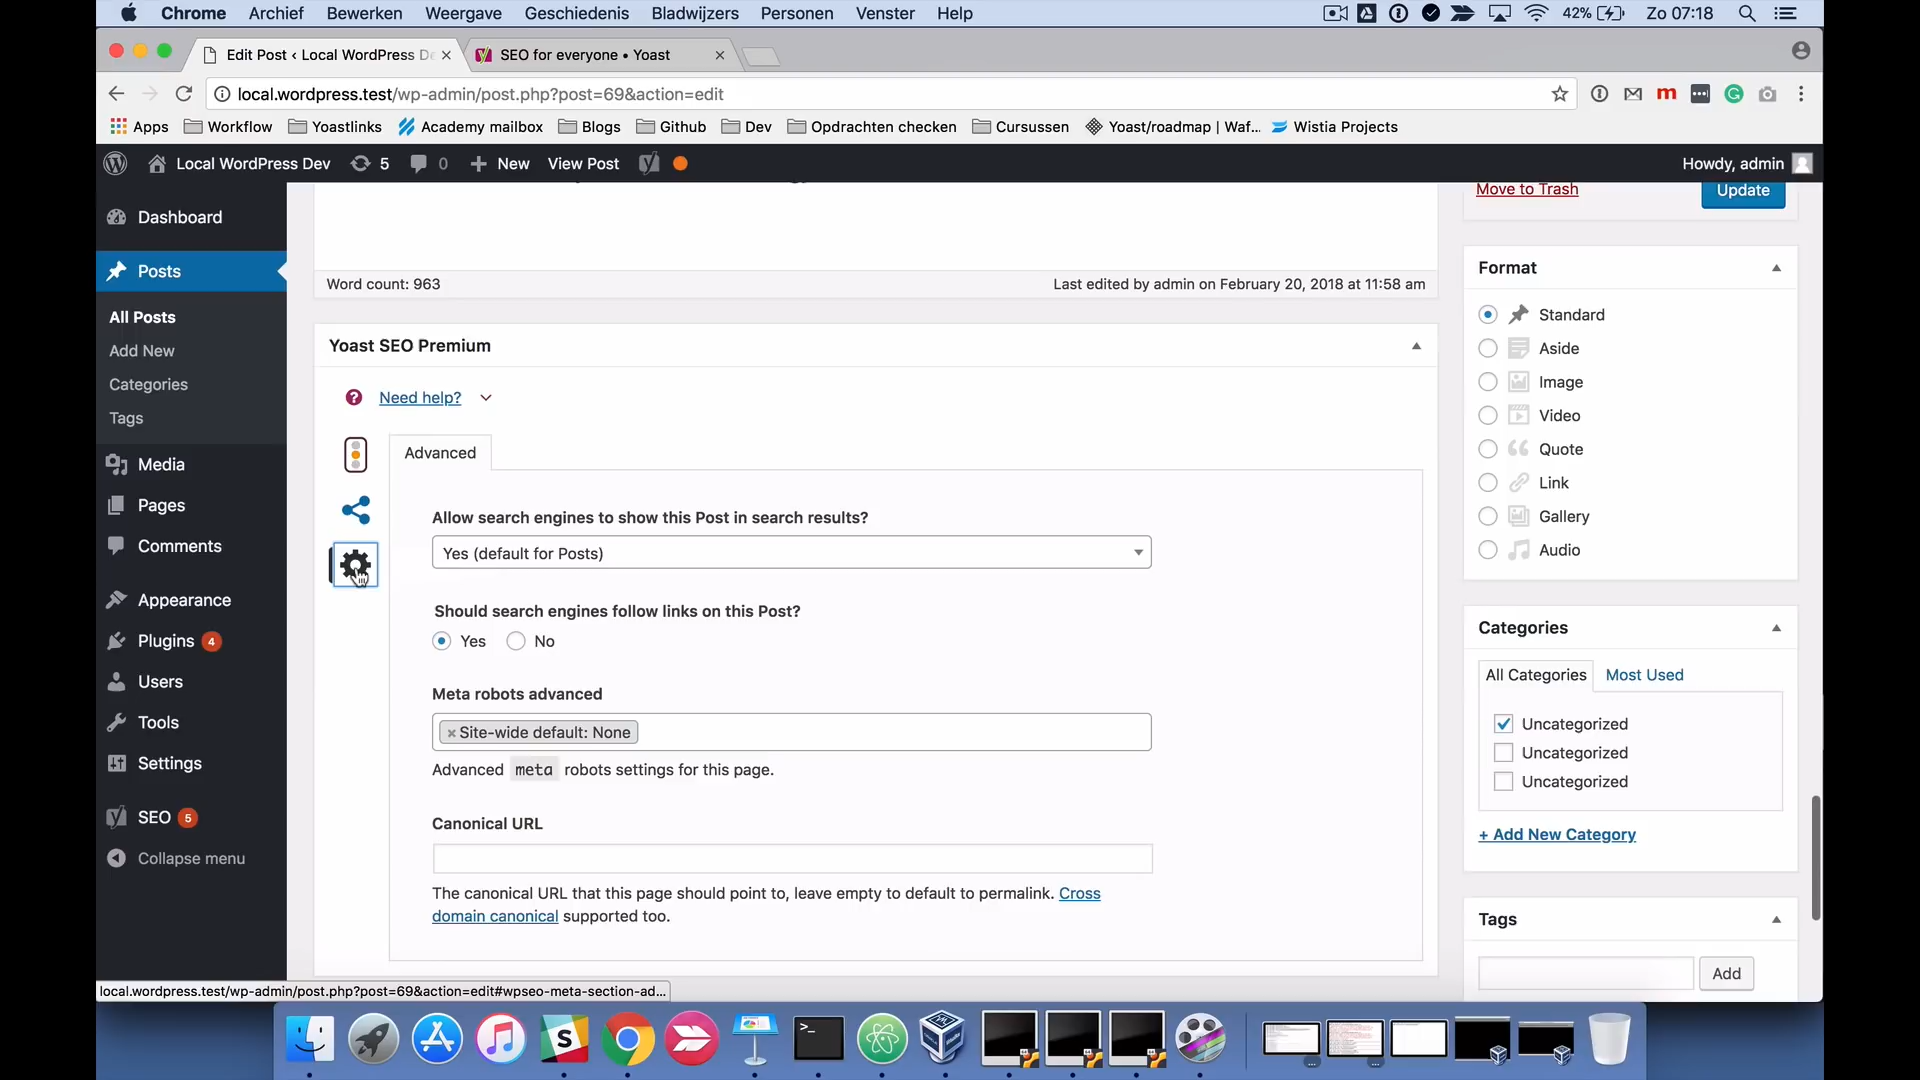 Chrome Archief Bewerken Weergave Geschiedenis Bladwijzers Personen Venster Help 42% Zo 07:18
Edit Post ‹ Local WordPress De SEO for everyone • Yoast
local.wordpress.test/wp-admin/post.php?post=69&action=edit
Apps Workflow Yoastlinks Academy mailbox Blogs Github Dev Opdrachten checken Cursussen Yoast/roadmap | Waf... Wistia Projects
Local WordPress Dev 5 0 New View Post Howdy, admin
Dashboard
Posts
All Posts
Add New
Categories
Tags
Media
Pages
Comments
Appearance
Plugins 4
Users
Tools
Settings
SEO 5
Collapse menu
Word count: 963 Last edited by admin on February 20, 2018 at 11:58 am
Yoast SEO Premium
Need help?
Advanced
Allow search engines to show this Post in search results?
Yes (default for Posts)
Should search engines follow links on this Post?
Yes No
Meta robots advanced
×Site-wide default: None
Advanced meta robots settings for this page.
Canonical URL
The canonical URL that this page should point to, leave empty to default to permalink. Cross
domain canonical supported too.
Move to Trash Update
Format
Standard
Aside
Image
Video
Quote
Link
Gallery
Audio
Categories
All Categories Most Used
Uncategorized
Uncategorized
Uncategorized
+ Add New Category
Tags
Add
local.wordpress.test/wp-admin/post.php?post=69&action=edit#wpseo-meta-section-ad...